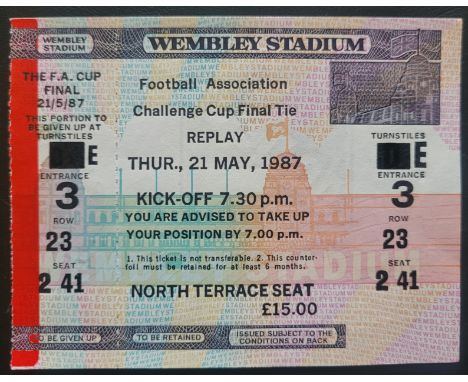 WEMBLEY STADIUM
THE F.A. CUP
FINAL
21/5/87
THIS PORTION TO
BE GIVEN UP AT
TURNSTILES
E
ENTRANCE
3
ROW
23
SEAT
2 41
TO BE GIVEN UP
WEMBLEY STADIUM
Football Association
Challenge Cup Final Tie
REPLAY
THUR., 21 MAY, 1987
KICK-OFF 7.30 p.m.
YOU ARE ADVISED TO TAKE UP
YOUR POSITION BY 7.00 p.m.
1. This ticket is not transferable. 2. This counter-
foil must be retained for at least 6 months.
NORTH TERRACE SEAT
£15.00
TO BE RETAINED
ISSUED SUBJECT TO THE
CONDITIONS ON BACK
TURNSTILES
E
ENTRANCE
3
ROW
23
SEAT
2 41